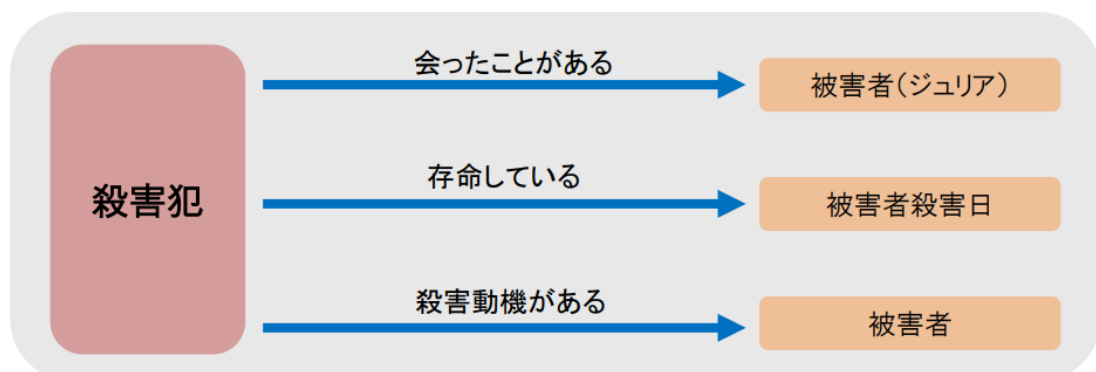 会ったことがある
被害者(ジュリア)
殺害犯
存命している
被害者殺害日
殺害動機がある
被害者